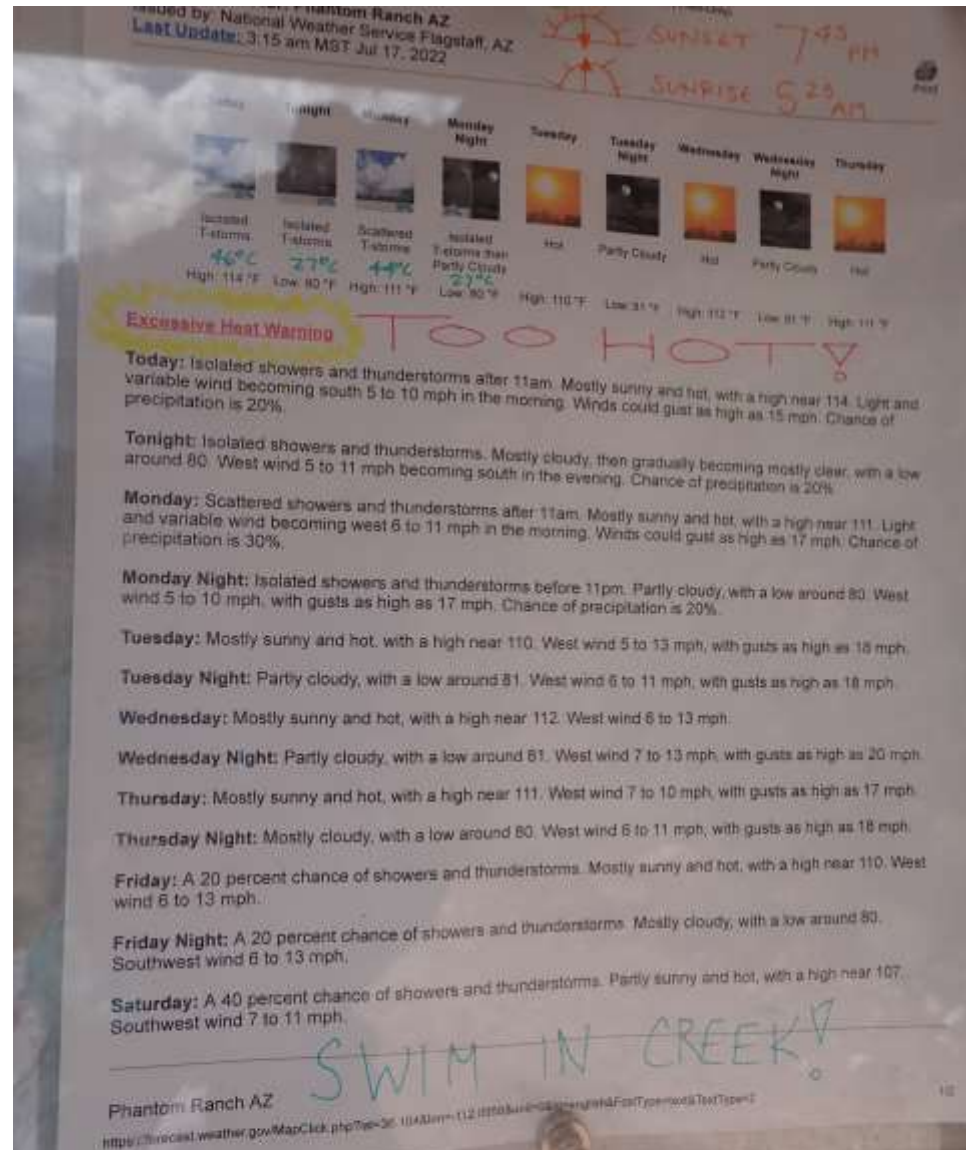 Phantom Ranch AZ
Issued by: National Weather Service Flagstaff, AZ
Last Update: 3:15 am MST Jul 17, 2022
SUNSET 7 45 PM
SUNRISE 5 25 AM
Print
Today Tonight Monday Monday Night Tuesday Tuesday Night Wednesday Wednesday Night Thursday
Isolated T-storms Isolated T-storms Scattered T-storms Isolated T-storms then Partly Cloudy Hot Partly Cloudy Hot Partly Cloudy Hot
46°C 27°C 44°C 27°C
High: 114 °F Low: 80 °F High: 111 °F Low: 80 °F High: 110 °F Low: 81 °F High: 112 °F Low: 81 °F High: 111 °F
Excessive Heat Warning TOO HOT!
Today: Isolated showers and thunderstorms after 11am. Mostly sunny and hot, with a high near 114. Light and
variable wind becoming south 5 to 10 mph in the morning. Winds could gust as high as 15 mph. Chance of
precipitation is 20%.
Tonight: Isolated showers and thunderstorms. Mostly cloudy, then gradually becoming mostly clear, with a low
around 80. West wind 5 to 11 mph becoming south in the evening. Chance of precipitation is 20%.
Monday: Scattered showers and thunderstorms after 11am. Mostly sunny and hot, with a high near 111. Light
and variable wind becoming west 6 to 11 mph in the morning. Winds could gust as high as 17 mph. Chance of
precipitation is 30%.
Monday Night: Isolated showers and thunderstorms before 11pm. Partly cloudy, with a low around 80. West
wind 5 to 10 mph, with gusts as high as 17 mph. Chance of precipitation is 20%.
Tuesday: Mostly sunny and hot, with a high near 110. West wind 5 to 13 mph, with gusts as high as 18 mph.
Tuesday Night: Partly cloudy, with a low around 81. West wind 6 to 11 mph, with gusts as high as 18 mph.
Wednesday: Mostly sunny and hot, with a high near 112. West wind 6 to 13 mph.
Wednesday Night: Partly cloudy, with a low around 81. West wind 7 to 13 mph, with gusts as high as 20 mph.
Thursday: Mostly sunny and hot, with a high near 111. West wind 7 to 10 mph, with gusts as high as 17 mph.
Thursday Night: Mostly cloudy, with a low around 80. West wind 6 to 11 mph, with gusts as high as 18 mph.
Friday: A 20 percent chance of showers and thunderstorms. Mostly sunny and hot, with a high near 110. West
wind 6 to 13 mph.
Friday Night: A 20 percent chance of showers and thunderstorms. Mostly cloudy, with a low around 80.
Southwest wind 6 to 13 mph.
Saturday: A 40 percent chance of showers and thunderstorms. Partly sunny and hot, with a high near 107.
Southwest wind 7 to 11 mph.
SWIM IN CREEK!
Phantom Ranch AZ
1/2